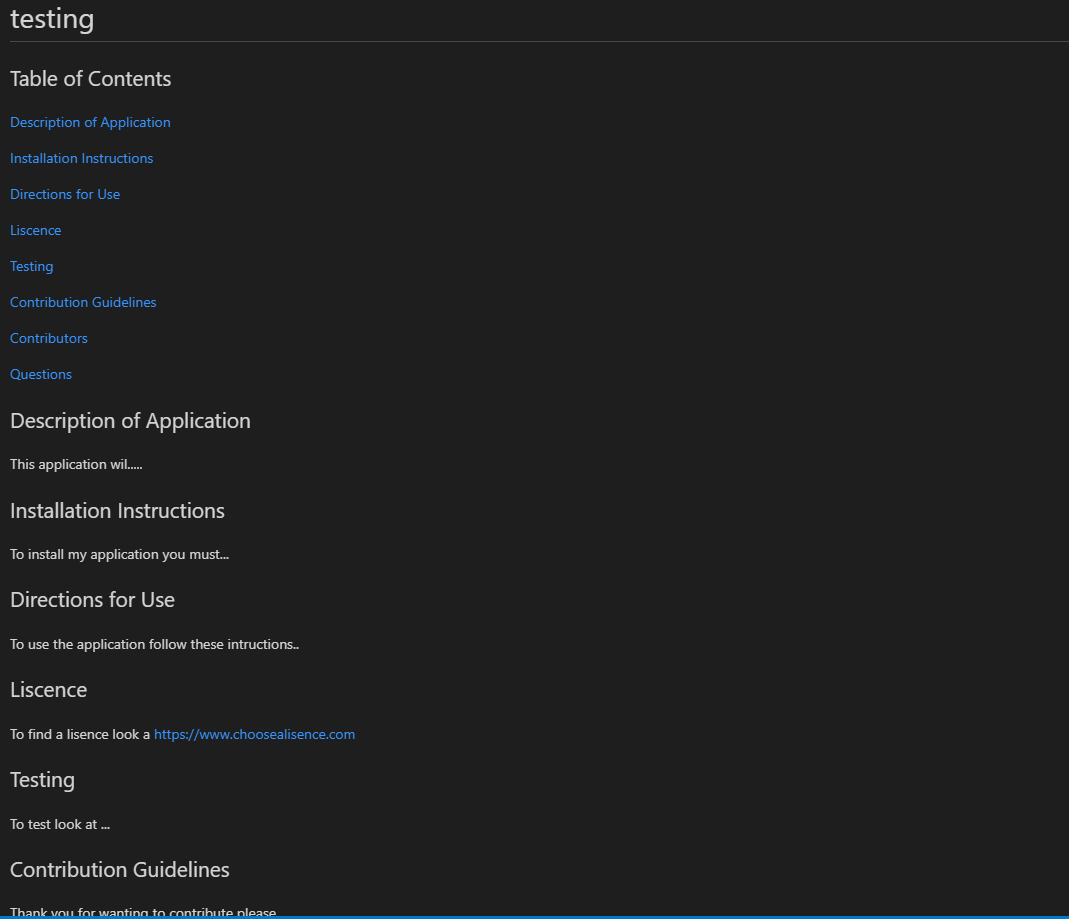 testing
Table of Contents
Description of Application
Installation Instructions
Directions for Use
Liscence
Testing
Contribution Guidelines
Contributors
Questions
Description of Application
This application wil.....
Installation Instructions
To install my application you must...
Directions for Use
To use the application follow these intructions..
Liscence
To find a lisence look a https://www.choosealisence.com
Testing
To test look at ...
Contribution Guidelines
Thank you for wanting to contribute please